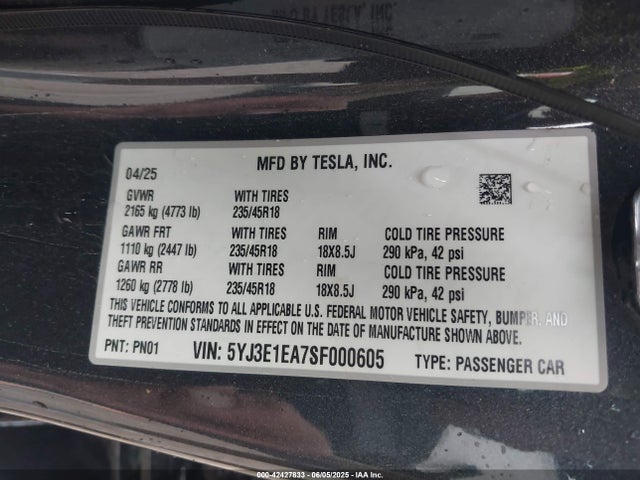 MFD BY TESLA, INC.
04/25
GVWR WITH TIRES
2165 kg (4773 lb) 235/45R18
GAWR FRT WITH TIRES RIM COLD TIRE PRESSURE
1110 kg (2447 lb) 235/45R18 18X8.5J 290 kPa, 42 psi
GAWR RR WITH TIRES RIM COLD TIRE PRESSURE
1260 kg (2778 lb) 235/45R18 18X8.5J 290 kPa, 42 psi
THIS VEHICLE CONFORMS TO ALL APPLICABLE U.S. FEDERAL MOTOR VEHICLE SAFETY, BUMPER, AND
THEFT PREVENTION STANDARDS IN EFFECT ON THE DATE OF MANUFACTURE SHOWN ABOVE.
PNT: PN01 VIN: 5YJ3E1EA7SF000605 TYPE: PASSENGER CAR
000-42427833 - 06/05/2025 - IAA Inc.